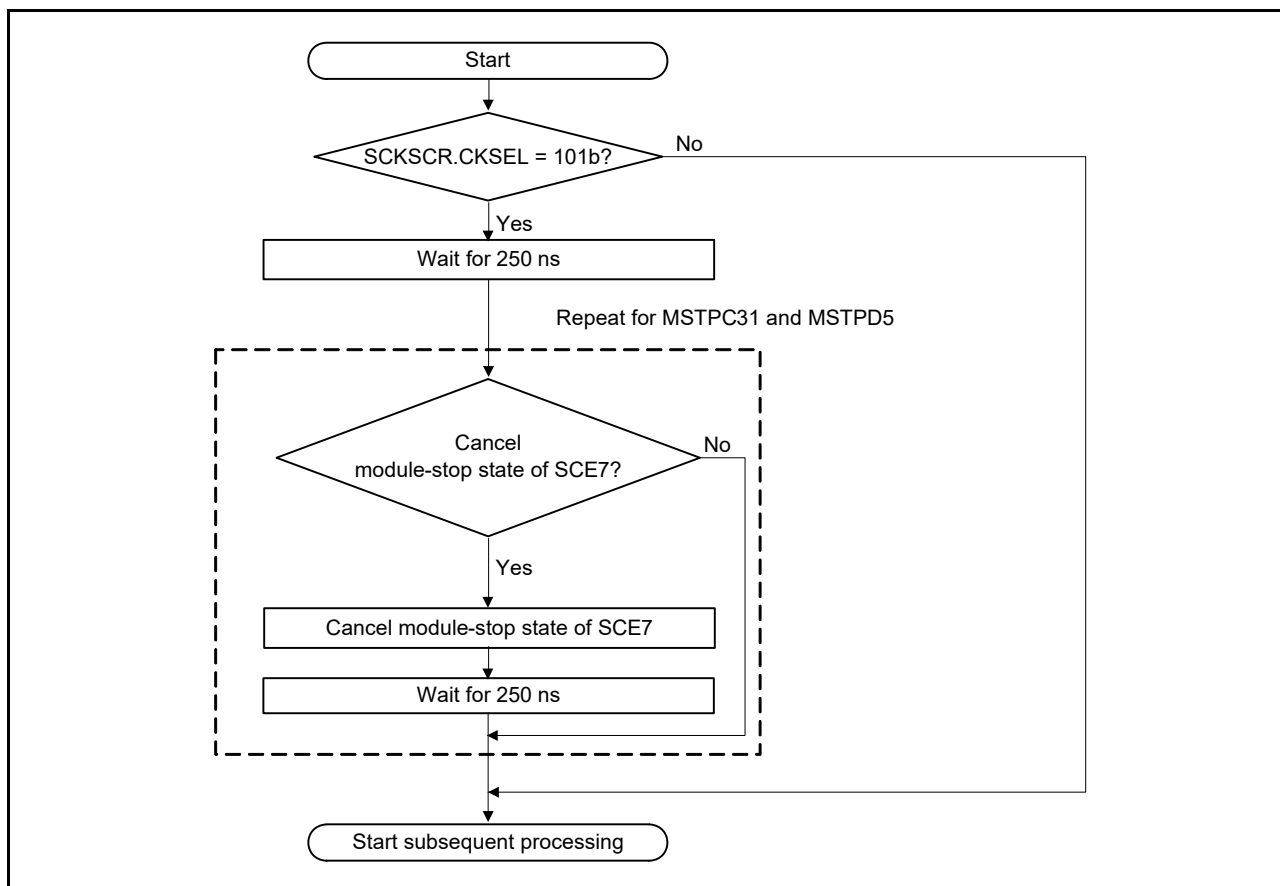 Start
SCKSCR.CKSEL = 101b?
No
Yes
Wait for 250 ns
Repeat for MSTPC31 and MSTPD5
Cancel
module-stop state of SCE7?
No
Yes
Cancel module-stop state of SCE7
Wait for 250 ns
Start subsequent processing